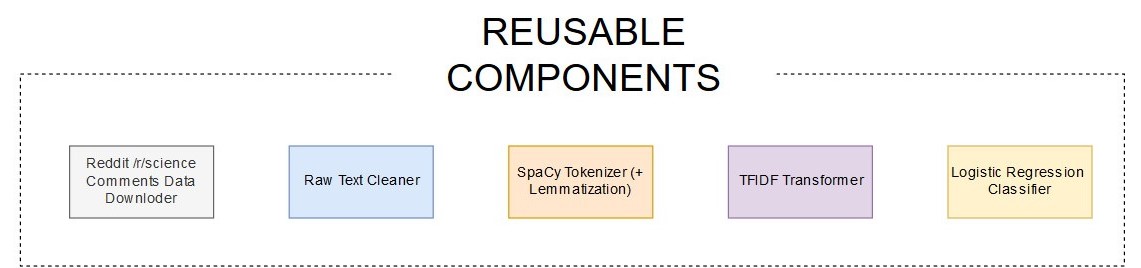 REUSABLE
COMPONENTS
Reddit /r/science
Comments Data
Downloder
Raw Text Cleaner
SpaCy Tokenizer (+
Lemmatization)
TFIDF Transformer
Logistic Regression
Classifier